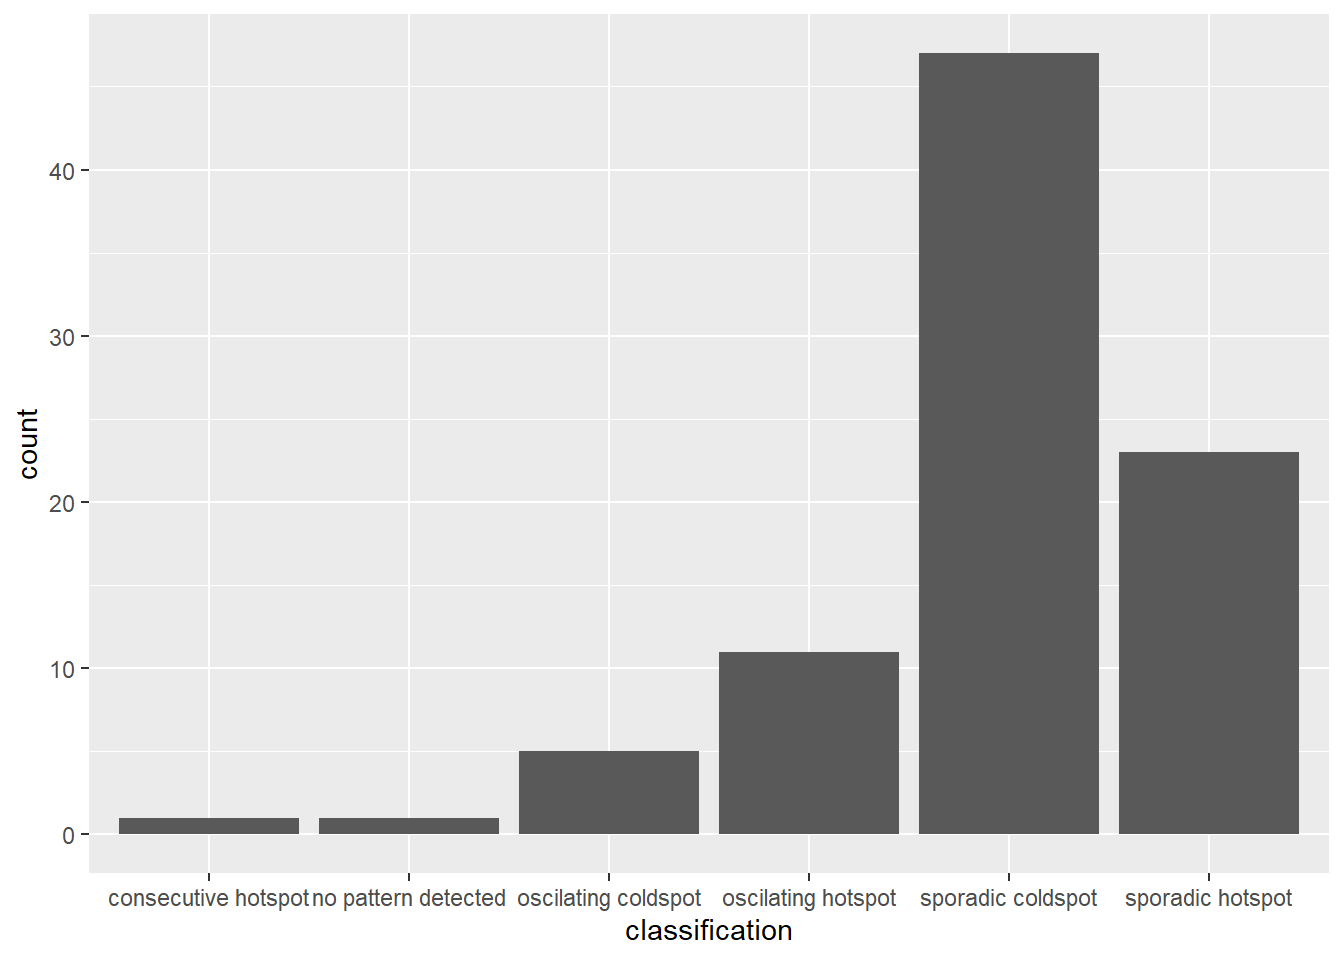 count
40
30
20
10
0
consecutive hotspot no pattern detected oscilating coldspot oscilating hotspot sporadic coldspot sporadic hotspot
classification